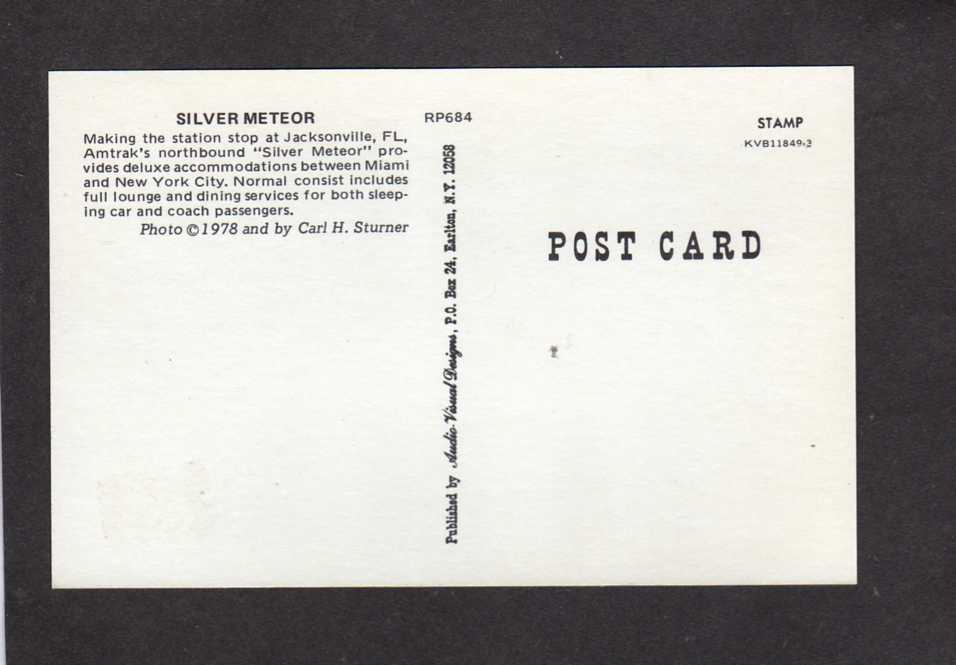 SILVER METEOR
Making the station stop at Jacksonville, FL,
Amtrak's northbound "Silver Meteor" pro-
vides deluxe accommodations between Miami
and New York City. Normal consist includes
full lounge and dining services for both sleep-
ing car and coach passengers.
Photo © 1978 and by Carl H. Sturner
RP684
Published by Audio-Visual Designs, P.O. Box 24, Earlton, N.Y. 12058
STAMP
KVB11849-3
POST CARD